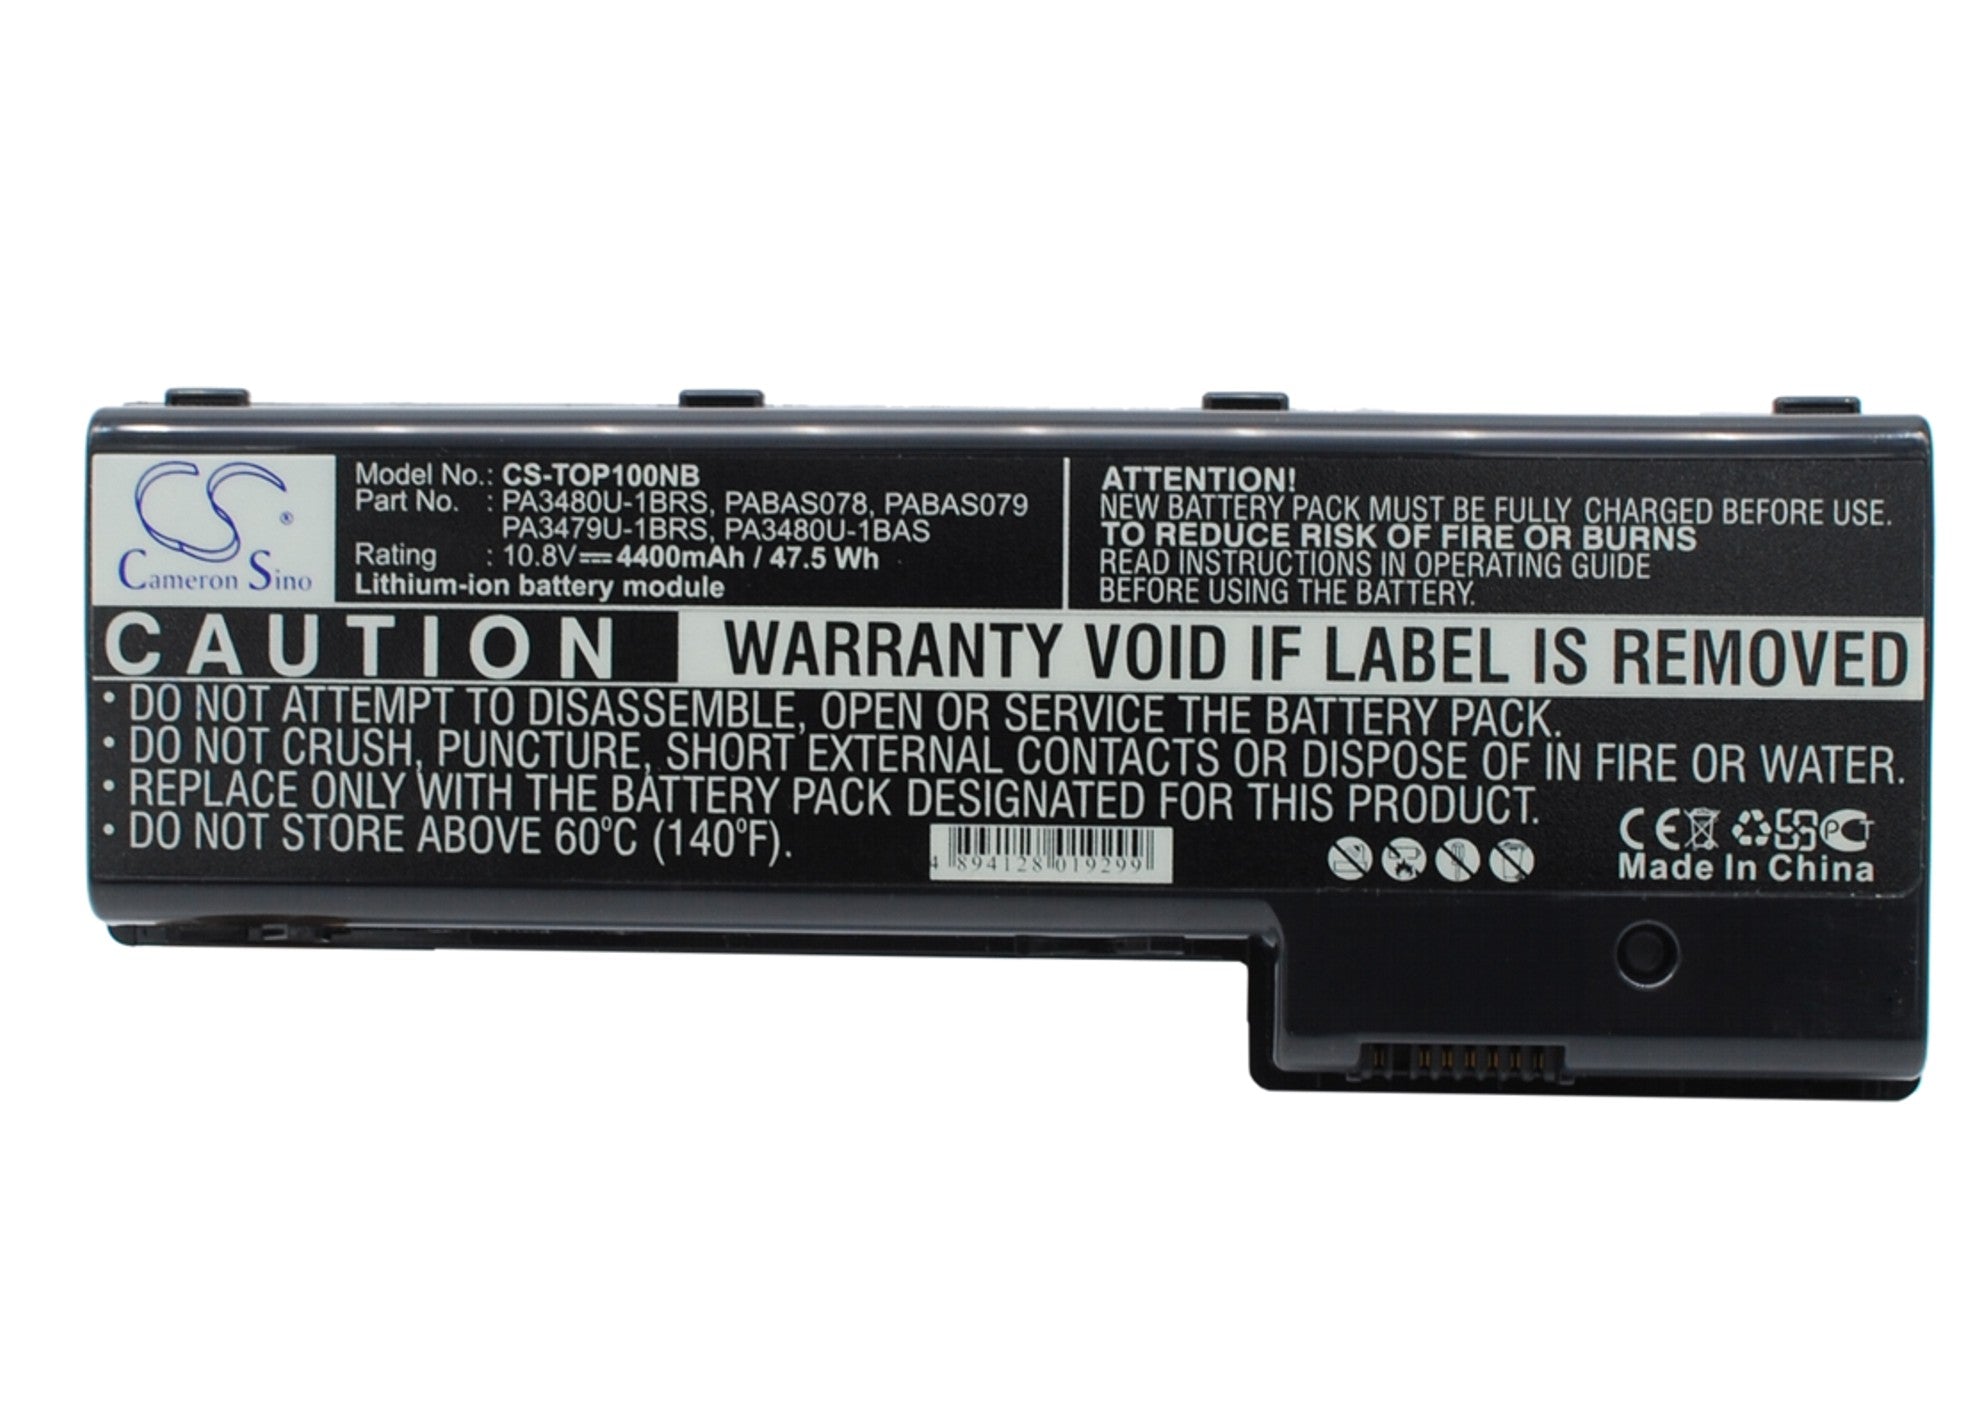 CS ®
Cameron Sino
Model No.: CS-TOP100NB
Part No. : PA3480U-1BRS, PABAS078, PABAS079
PA3479U-1BRS, PA3480U-1BAS
Rating : 10.8V⎓ 4400mAh / 47.5 Wh
Lithium-ion battery module
ATTENTION!
NEW BATTERY PACK MUST BE FULLY CHARGED BEFORE USE.
TO REDUCE RISK OF FIRE OR BURNS
READ INSTRUCTIONS IN OPERATING GUIDE
BEFORE USING THE BATTERY.
CAUTION
WARRANTY VOID IF LABEL IS REMOVED
• DO NOT ATTEMPT TO DISASSEMBLE, OPEN OR SERVICE THE BATTERY PACK.
• DO NOT CRUSH, PUNCTURE, SHORT EXTERNAL CONTACTS OR DISPOSE OF IN FIRE OR WATER.
• REPLACE ONLY WITH THE BATTERY PACK DESIGNATED FOR THIS PRODUCT.
• DO NOT STORE ABOVE 60°C (140°F).
4 894128 019299
CE PCT
Made In China